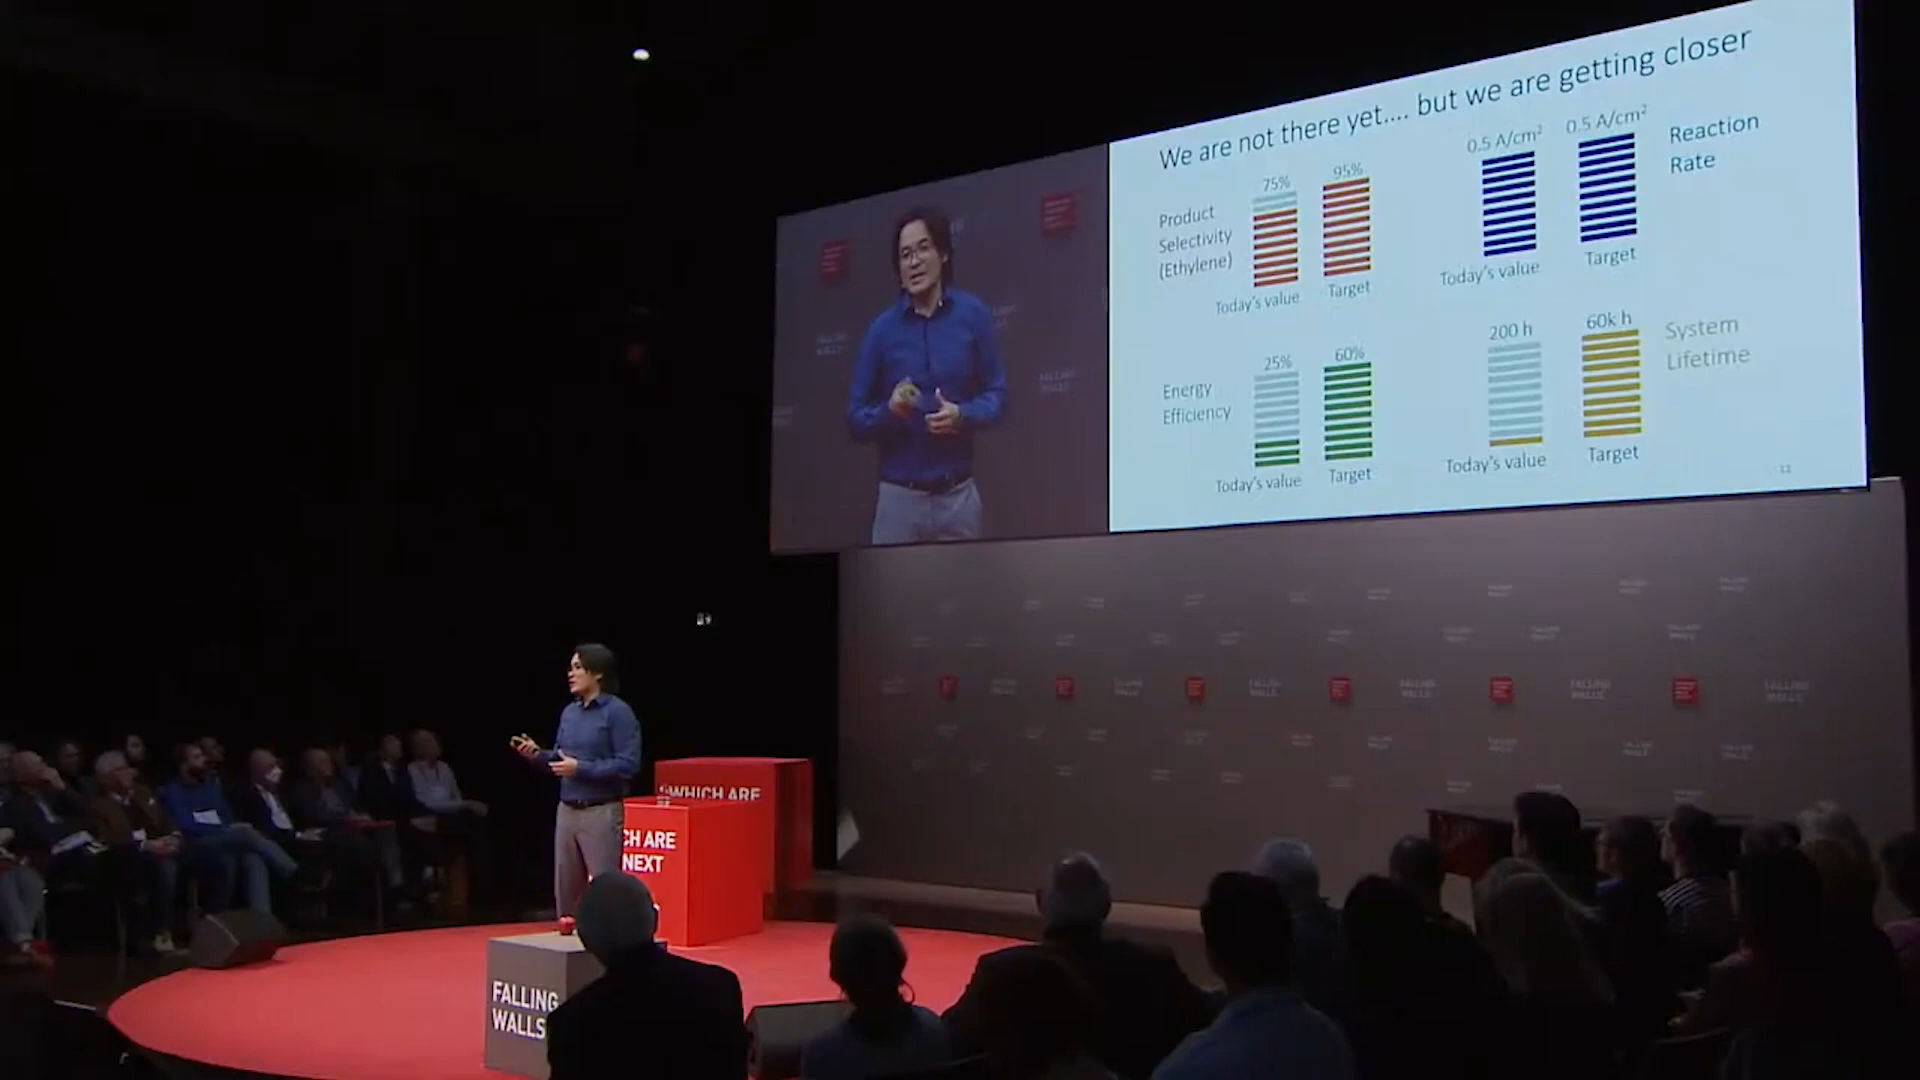 We are not there yet.... but we are getting closer
75%
95%
Product
Selectivity
(Ethylene)
Today's value
Target
0.5 A/cm²
0.5 A/cm²
Reaction
Rate
Today's value
Target
25%
60%
Energy
Efficiency
Today's value
Target
200 h
60k h
System
Lifetime
Today's value
Target
11
WHICH ARE
CH ARE
NEXT
FALLING
WALLS